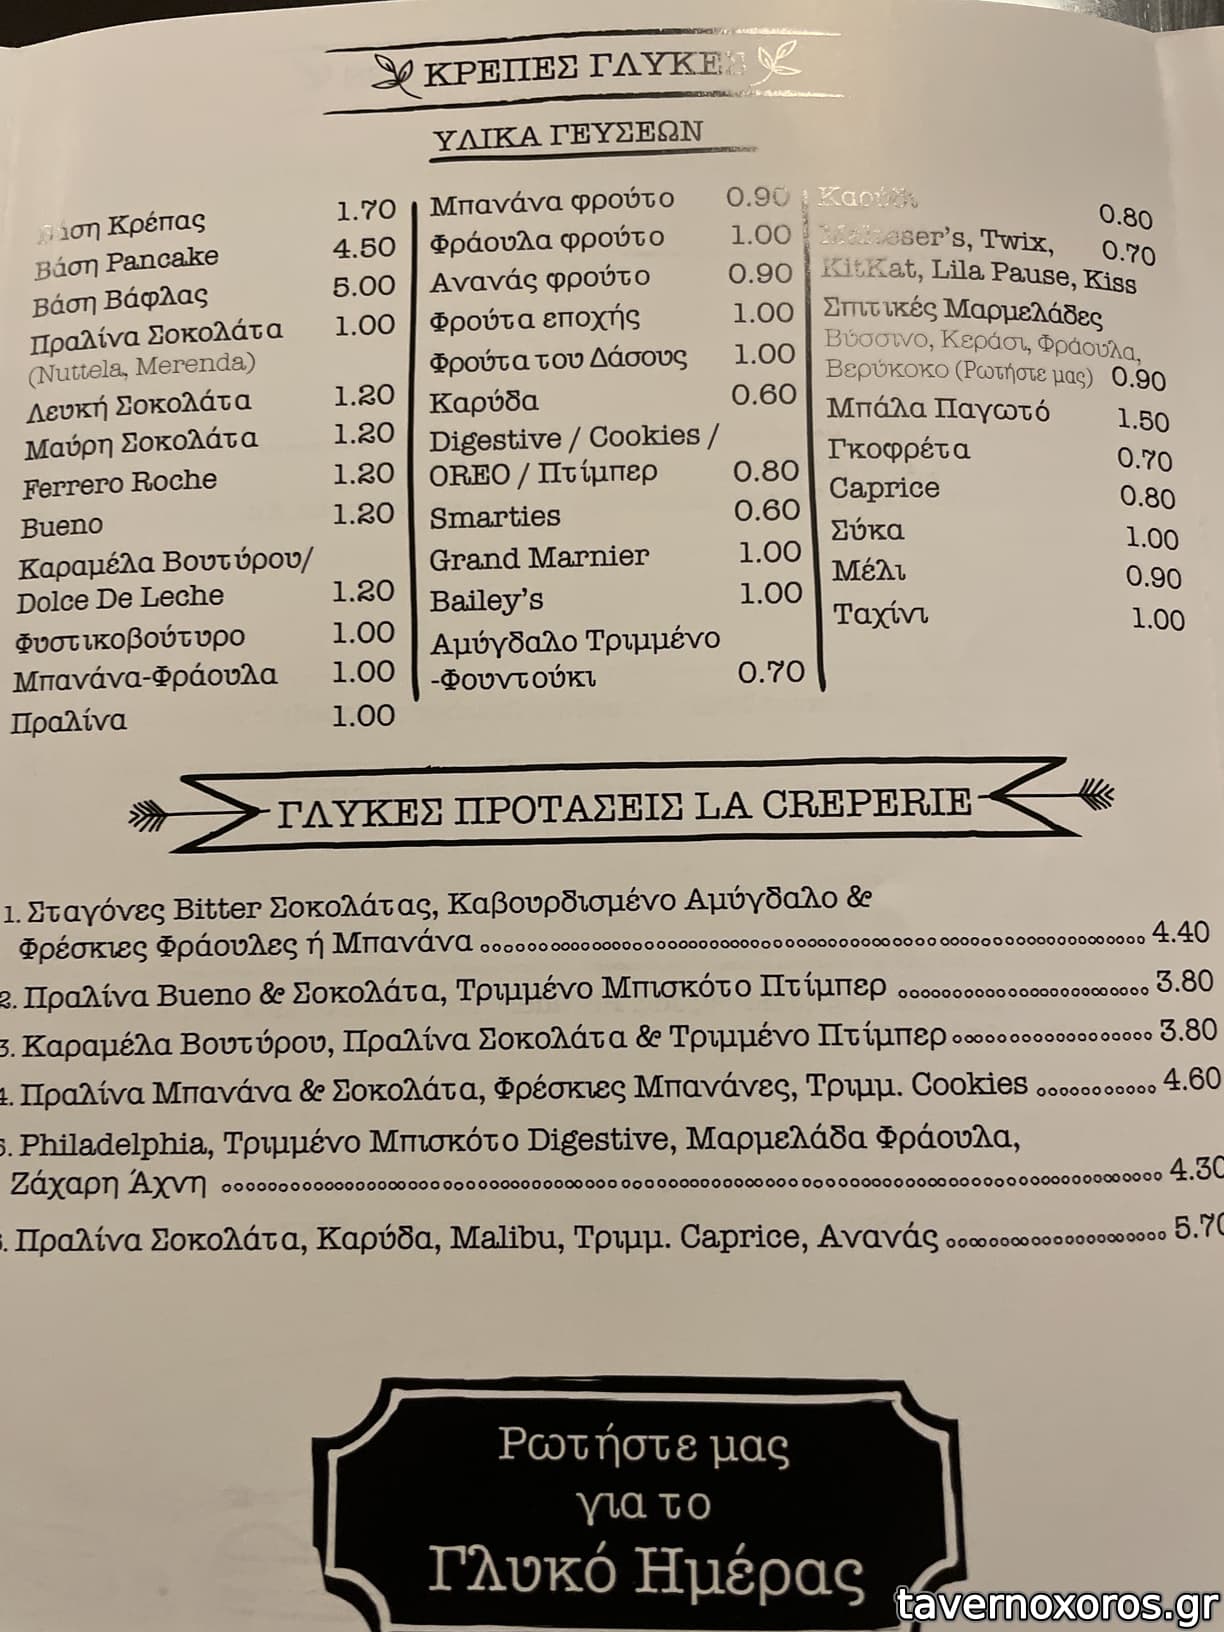 ΚΡΕΠΕΣ ΓΛΥΚΕΣ
ΥΛΙΚΑ ΓΕΥΣΕΩΝ
Βάση Κρέπας 1.70
Βάση Pancake 4.50
Βάση Βάφλας 5.00
Πραλίνα Σοκολάτα 1.00
(Nuttela, Merenda)
Λευκή Σοκολάτα 1.20
Μαύρη Σοκολάτα 1.20
Ferrero Roche 1.20
Bueno 1.20
Καραμέλα Βουτύρου/
Dolce De Leche 1.20
Φυστικοβούτυρο 1.00
Μπανάνα-Φράουλα 1.00
Πραλίνα 1.00
Μπανάνα φρούτο 0.90
Φράουλα φρούτο 1.00
Ανανάς φρούτο 0.90
Φρούτα εποχής 1.00
Φρούτα του Δάσους 1.00
Καρύδα 0.60
Digestive / Cookies /
OREO / Πτίμπερ 0.80
Smarties 0.60
Grand Marnier 1.00
Bailey's 1.00
Αμύγδαλο Τριμμένο
-Φουντούκι 0.70
Καρύδι 0.80
Malteser's, Twix, 0.70
KitKat, Lila Pause, Kiss
Σπιτικές Μαρμελάδες
Βύσσινο, Κεράσι, Φράουλα,
Βερύκοκο (Ρωτήστε μας) 0.90
Μπάλα Παγωτό 1.50
Γκοφρέτα 0.70
Caprice 0.80
Σύκα 1.00
Μέλι 0.90
Ταχίνι 1.00
ΓΛΥΚΕΣ ΠΡΟΤΑΣΕΙΣ LA CREPERIE
1. Σταγόνες Bitter Σοκολάτας, Καβουρδισμένο Αμύγδαλο &
Φρέσκιες Φράουλες ή Μπανάνα 4.40
2. Πραλίνα Bueno & Σοκολάτα, Τριμμένο Μπισκότο Πτίμπερ 3.80
3. Καραμέλα Βουτύρου, Πραλίνα Σοκολάτα & Τριμμένο Πτίμπερ 3.80
4. Πραλίνα Μπανάνα & Σοκολάτα, Φρέσκιες Μπανάνες, Τριμμ. Cookies 4.60
5. Philadelphia, Τριμμένο Μπισκότο Digestive, Μαρμελάδα Φράουλα,
Ζάχαρη Άχνη 4.30
6. Πραλίνα Σοκολάτα, Καρύδα, Malibu, Τριμμ. Caprice, Ανανάς 5.70
Ρωτήστε μας
για το
Γλυκό Ημέρας
tavernoxoros.gr